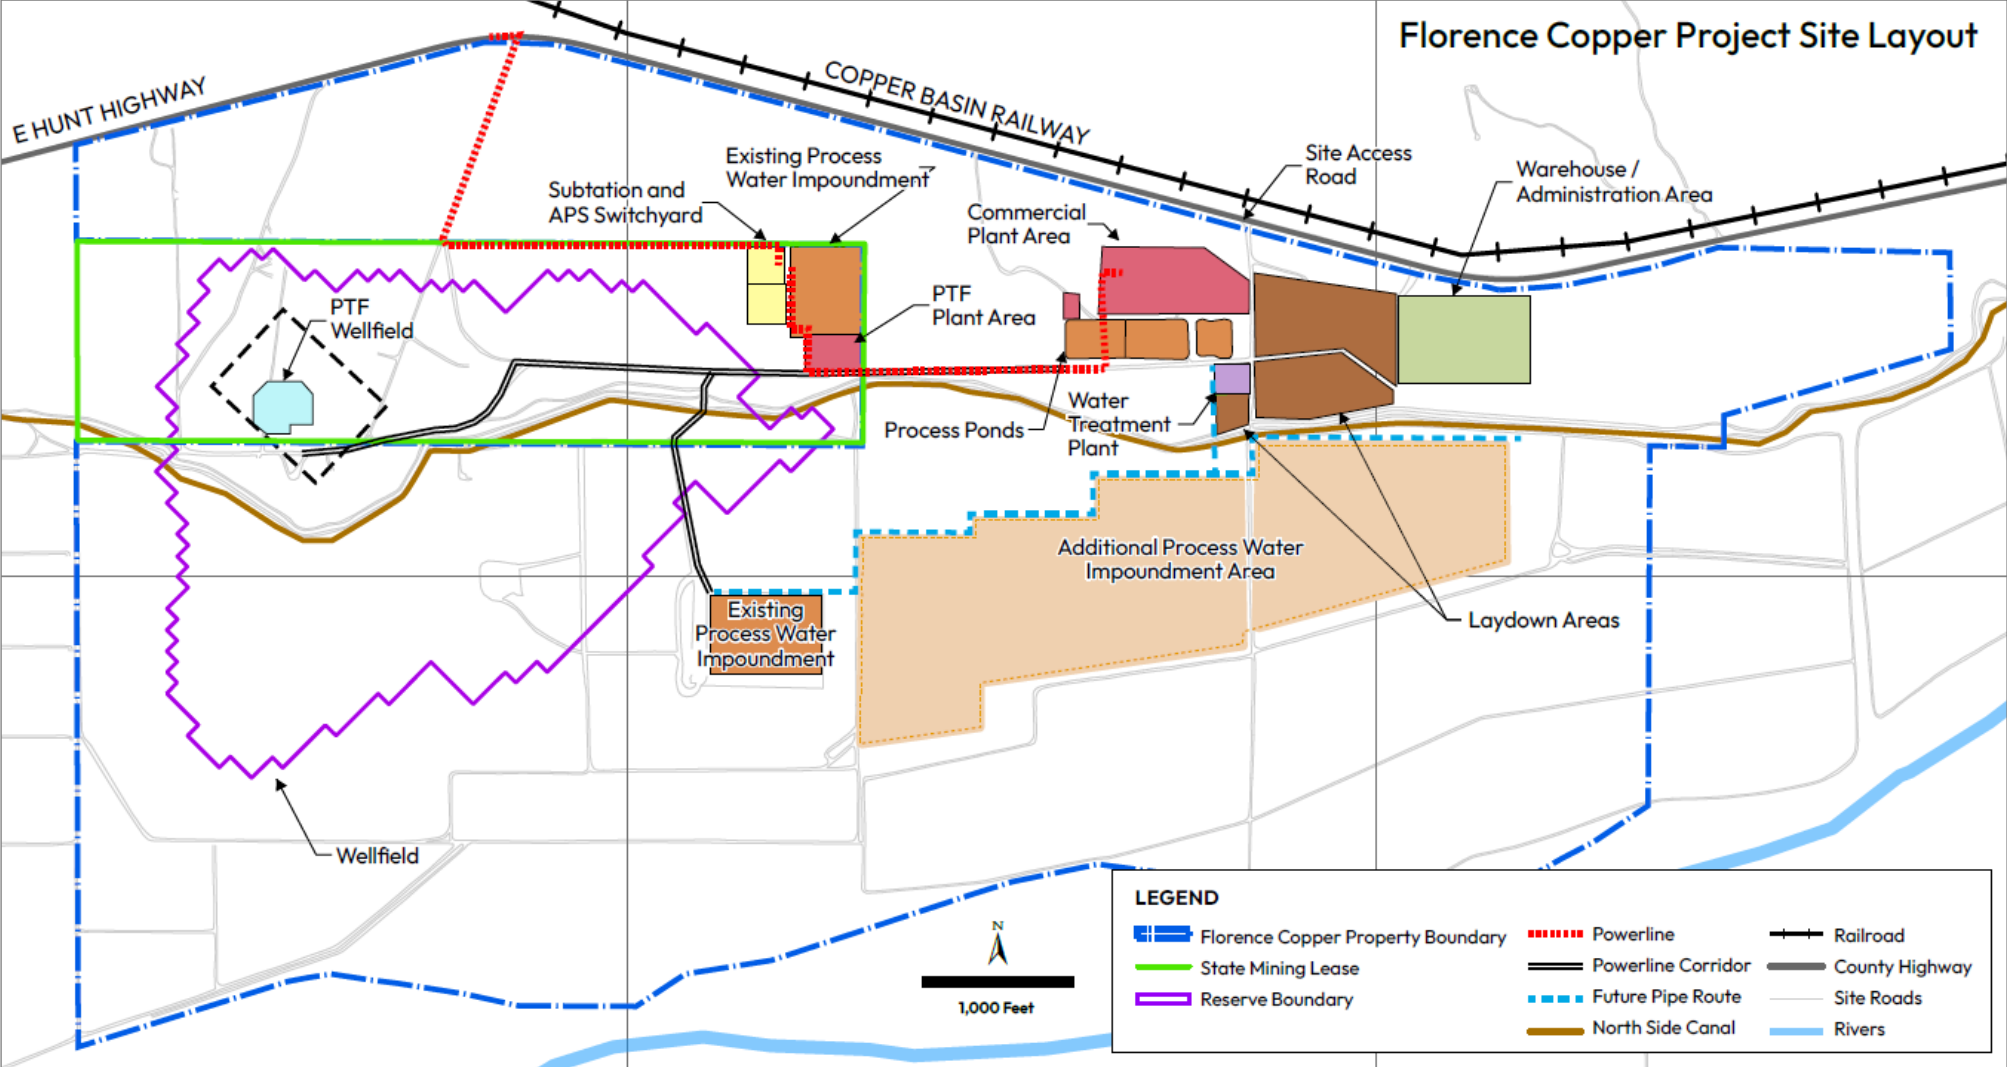 Florence Copper Project Site Layout
E HUNT HIGHWAY
COPPER BASIN RAILWAY
Existing Process
Water Impoundment
Subtation and
APS Switchyard
Site Access
Road
Warehouse /
Administration Area
Commercial
Plant Area
PTF
Wellfield
PTF
Plant Area
Process Ponds
Water
Treatment
Plant
Additional Process Water
Impoundment Area
Existing
Process Water
Impoundment
Laydown Areas
Wellfield
N
1,000 Feet
LEGEND
Florence Copper Property Boundary
State Mining Lease
Reserve Boundary
Powerline
Powerline Corridor
Future Pipe Route
North Side Canal
Railroad
County Highway
Site Roads
Rivers